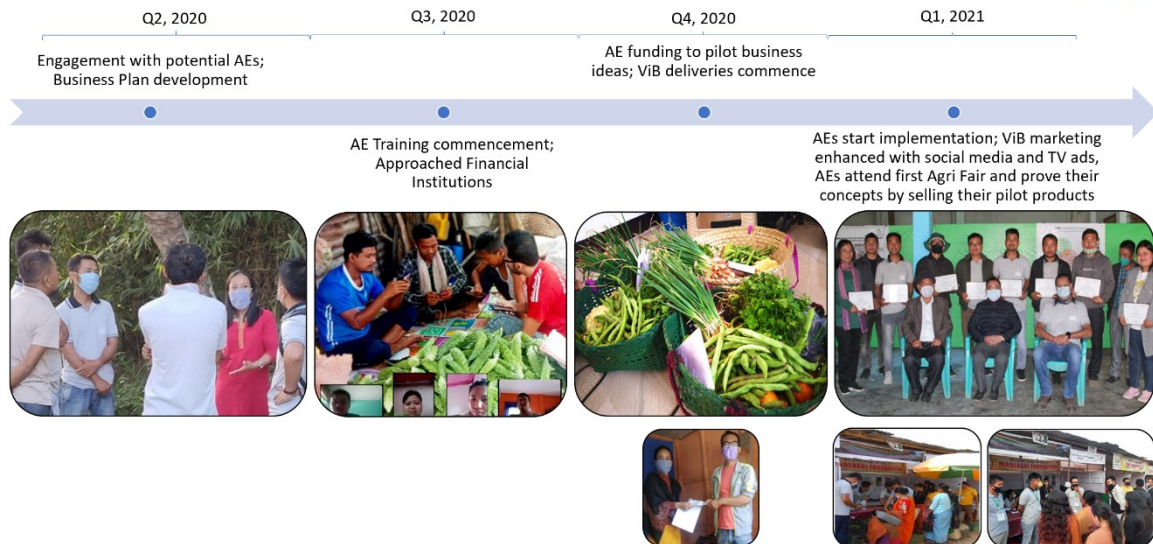 Q2, 2020
Q3, 2020
Q4, 2020
Q1, 2021
Engagement with potential AEs;
Business Plan development
AE funding to pilot business
ideas; ViB deliveries commence
AE Training commencement;
Approached Financial
Institutions
AEs start implementation; ViB marketing
enhanced with social media and TV ads,
AEs attend first Agri Fair and prove their
concepts by selling their pilot products
FOUNDATION
FOUNDATION